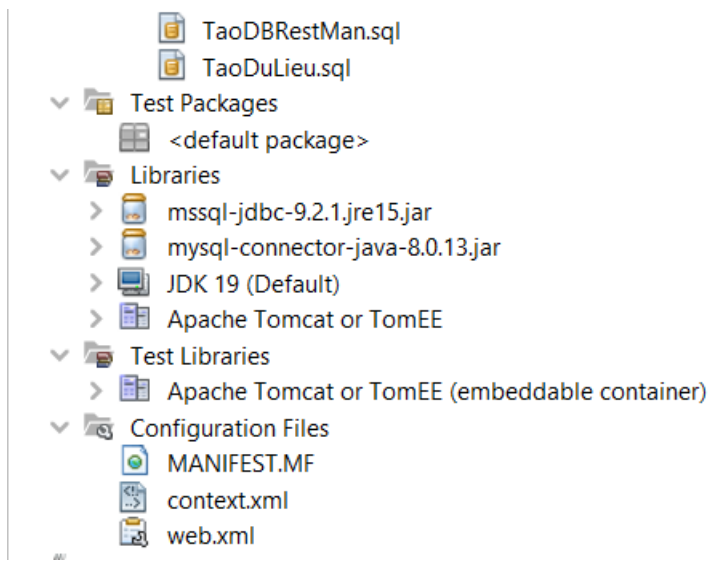 TaoDBRestMan.sql
TaoDuLieu.sql
Test Packages
<default package>
Libraries
mssql-jdbc-9.2.1.jre15.jar
mysql-connector-java-8.0.13.jar
JDK 19 (Default)
Apache Tomcat or TomEE
Test Libraries
Apache Tomcat or TomEE (embeddable container)
Configuration Files
MANIFEST.MF
context.xml
web.xml